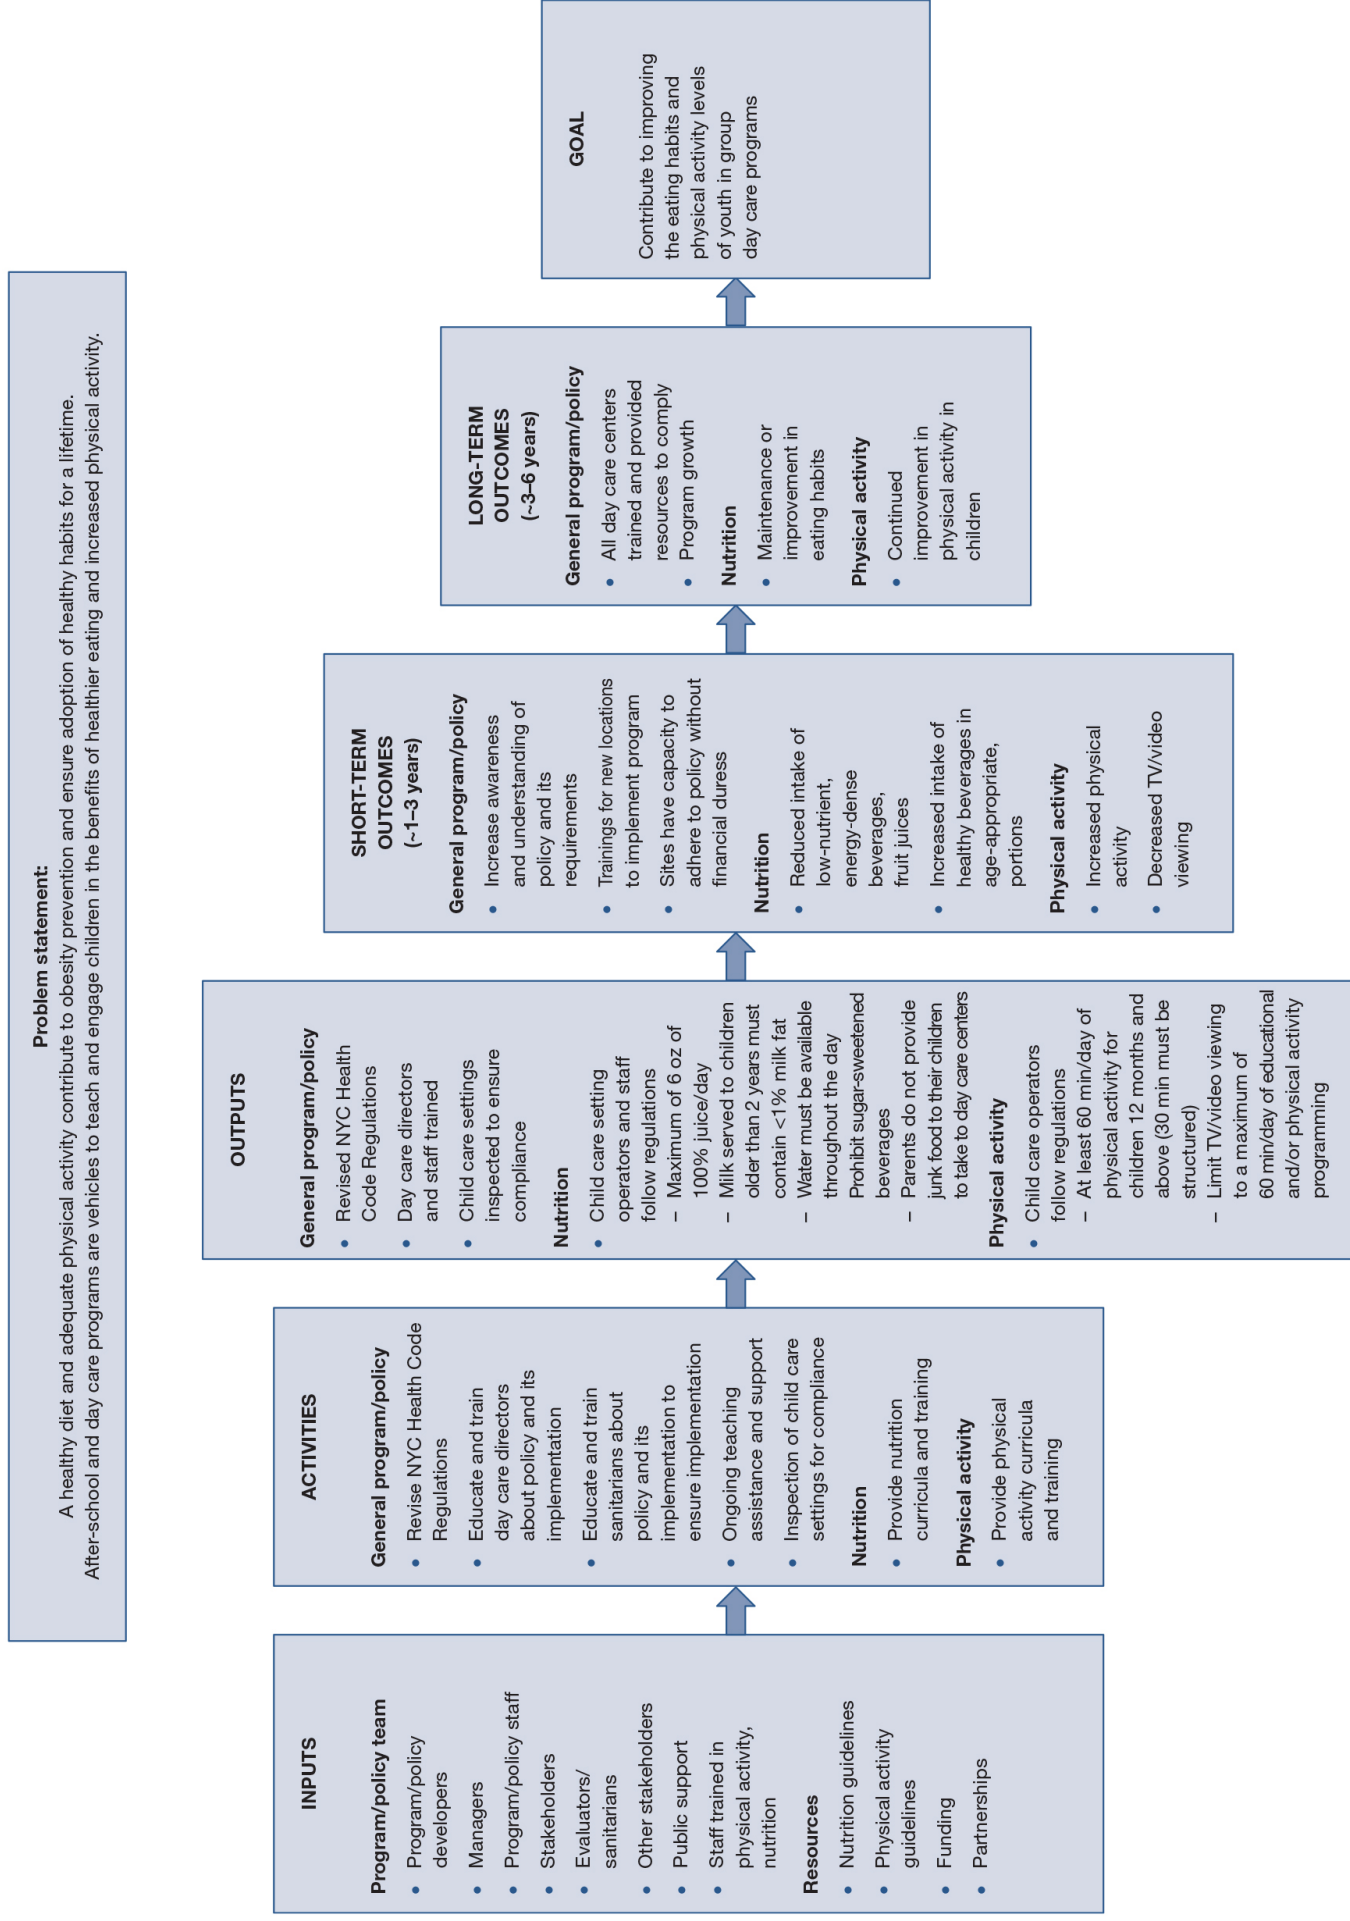 Problem statement:
A healthy diet and adequate physical activity contribute to obesity prevention and ensure adoption of healthy habits for a lifetime.
After-school and day care programs are vehicles to teach and engage children in the benefits of healthier eating and increased physical activity.
INPUTS
Program/policy team
• Program/policy
developers
• Managers
• Program/policy staff
• Stakeholders
• Evaluators/
sanitarians
• Other stakeholders
• Public support
• Staff trained in
physical activity,
nutrition
Resources
• Nutrition guidelines
• Physical activity
guidelines
• Funding
• Partnerships
ACTIVITIES
General program/policy
• Revise NYC Health Code
Regulations
• Educate and train
day care directors
about policy and its
implementation
• Educate and train
sanitarians about
policy and its
implementation to
ensure implementation
• Ongoing teaching
assistance and support
• Inspection of child care
settings for compliance
Nutrition
• Provide nutrition
curricula and training
Physical activity
• Provide physical
activity curricula
and training
OUTPUTS
General program/policy
• Revised NYC Health
Code Regulations
• Day care directors
and staff trained
• Child care settings
inspected to ensure
compliance
Nutrition
• Child care setting
operators and staff
follow regulations
– Maximum of 6 oz of
100% juice/day
– Milk served to children
older than 2 years must
contain <1% milk fat
– Water must be available
throughout the day
Prohibit sugar-sweetened
beverages
– Parents do not provide
junk food to their children
to take to day care centers
Physical activity
• Child care operators
follow regulations
– At least 60 min/day of
physical activity for
children 12 months and
above (30 min must be
structured)
– Limit TV/video viewing
to a maximum of
60 min/day of educational
and/or physical activity
programming
SHORT-TERM
OUTCOMES
(~1–3 years)
General program/policy
• Increase awareness
and understanding of
policy and its
requirements
• Trainings for new locations
to implement program
• Sites have capacity to
adhere to policy without
financial duress
Nutrition
• Reduced intake of
low-nutrient,
energy-dense
beverages,
fruit juices
• Increased intake of
healthy beverages in
age-appropriate,
portions
Physical activity
• Increased physical
activity
• Decreased TV/video
viewing
LONG-TERM
OUTCOMES
(~3–6 years)
General program/policy
• All day care centers
trained and provided
resources to comply
• Program growth
Nutrition
• Maintenance or
improvement in
eating habits
Physical activity
• Continued
improvement in
physical activity in
children
GOAL
Contribute to improving
the eating habits and
physical activity levels
of youth in group
day care programs